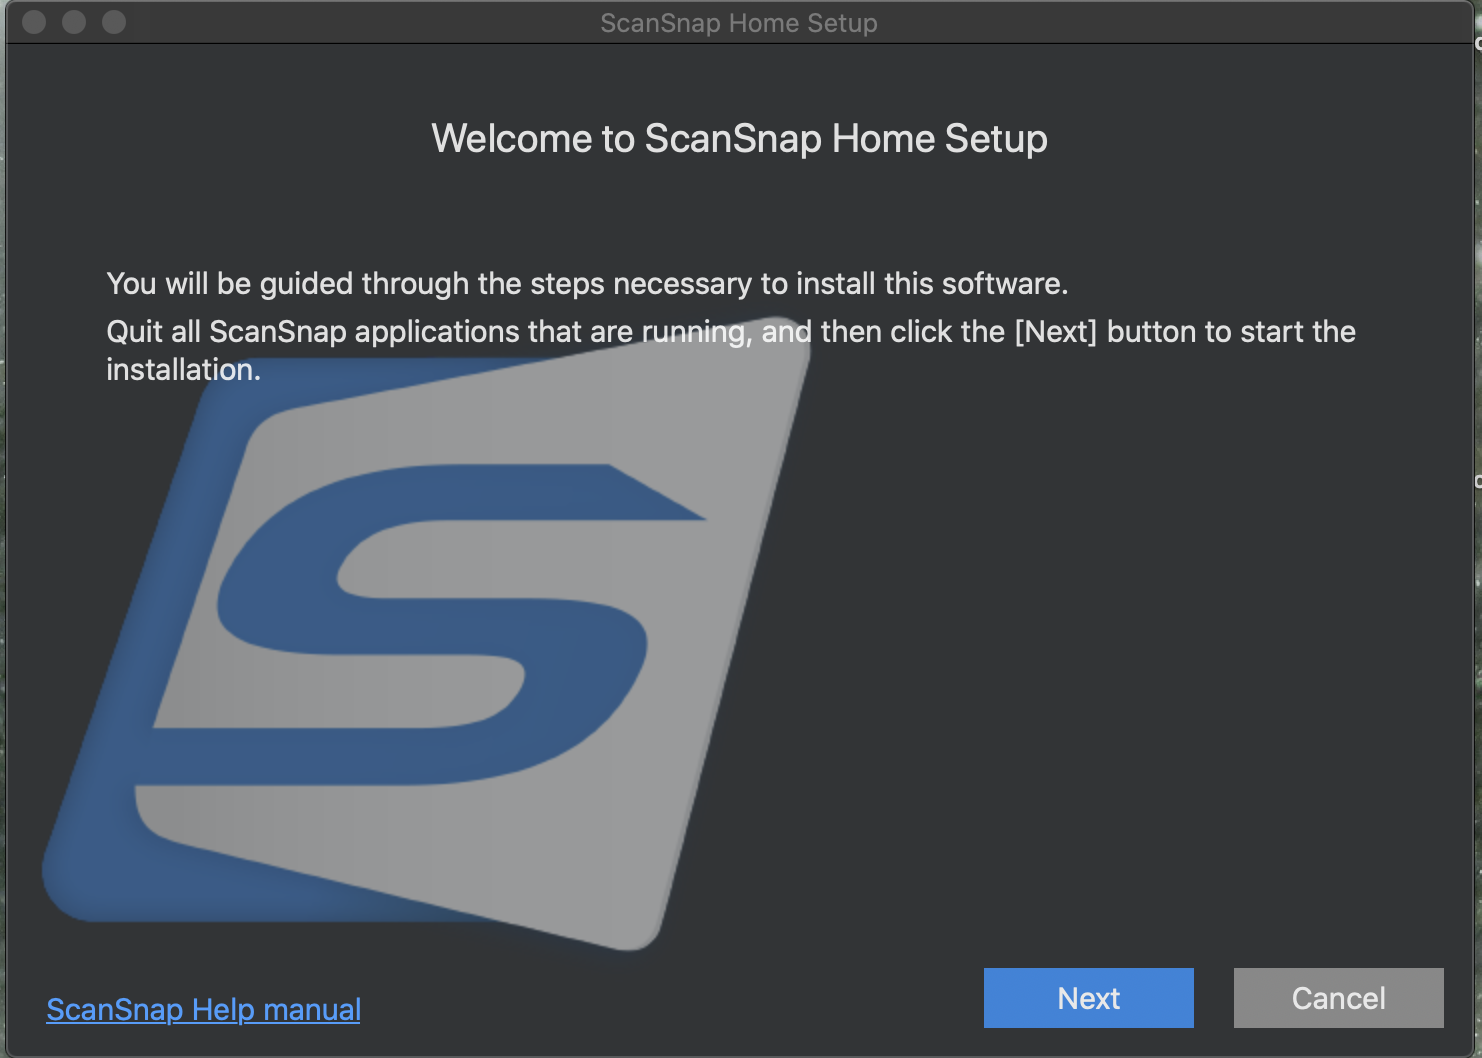 ScanSnap Home Setup
Welcome to ScanSnap Home Setup
You will be guided through the steps necessary to install this software.
Quit all ScanSnap applications that are running, and then click the [Next] button to start the
installation.
S
ScanSnap Help manual
Next
Cancel